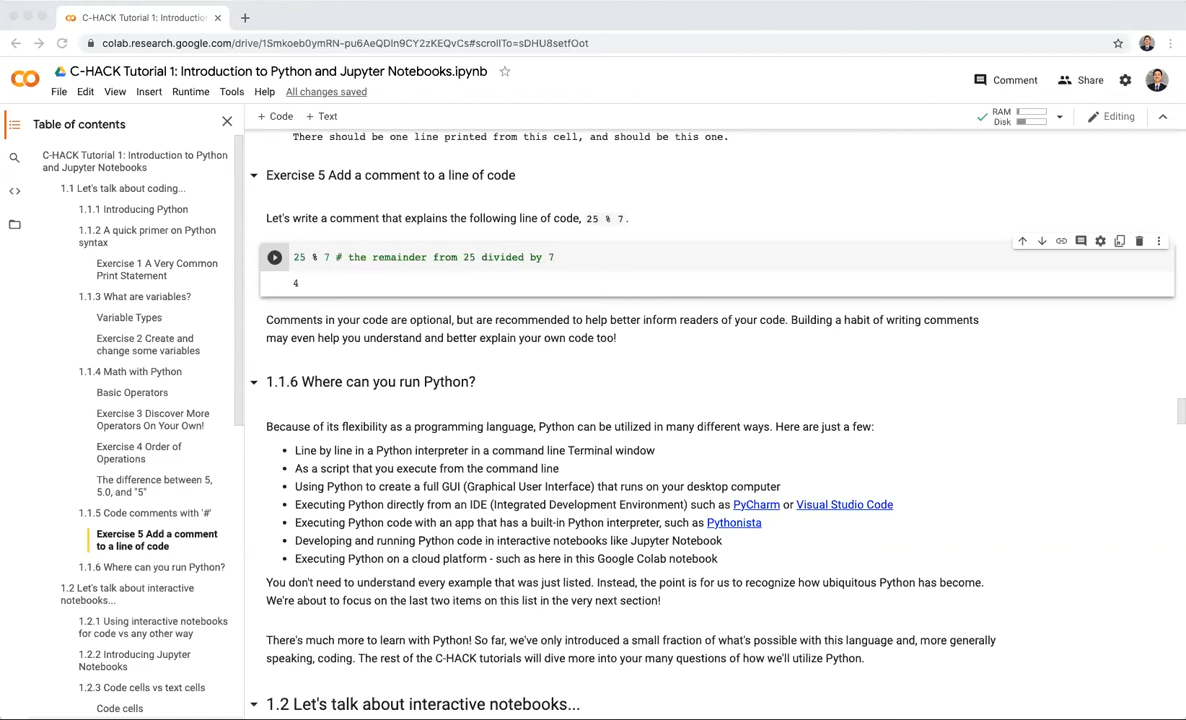 C-HACK Tutorial 1: Introduction
colab.research.google.com/drive/1Smkoeb0ymRN-pu6AeQDIn9CY2zKEQvCs#scrollTo=sDHU8setfOot
C-HACK Tutorial 1: Introduction to Python and Jupyter Notebooks.ipynb
File Edit View Insert Runtime Tools Help All changes saved
Comment Share
Table of contents
C-HACK Tutorial 1: Introduction to Python
and Jupyter Notebooks
1.1 Let's talk about coding...
1.1.1 Introducing Python
1.1.2 A quick primer on Python
syntax
Exercise 1 A Very Common
Print Statement
1.1.3 What are variables?
Variable Types
Exercise 2 Create and
change some variables
1.1.4 Math with Python
Basic Operators
Exercise 3 Discover More
Operators On Your Own!
Exercise 4 Order of
Operations
The difference between 5,
5.0, and "5"
1.1.5 Code comments with '#'
Exercise 5 Add a comment
to a line of code
1.1.6 Where can you run Python?
1.2 Let's talk about interactive
notebooks...
1.2.1 Using interactive notebooks
for code vs any other way
1.2.2 Introducing Jupyter
Notebooks
1.2.3 Code cells vs text cells
Code cells
+ Code + Text
RAM
Disk
Editing
There should be one line printed from this cell, and should be this one.
Exercise 5 Add a comment to a line of code
Let's write a comment that explains the following line of code, 25 % 7.
25 % 7 # the remainder from 25 divided by 7
4
Comments in your code are optional, but are recommended to help better inform readers of your code. Building a habit of writing comments
may even help you understand and better explain your own code too!
1.1.6 Where can you run Python?
Because of its flexibility as a programming language, Python can be utilized in many different ways. Here are just a few:
• Line by line in a Python interpreter in a command line Terminal window
• As a script that you execute from the command line
• Using Python to create a full GUI (Graphical User Interface) that runs on your desktop computer
• Executing Python directly from an IDE (Integrated Development Environment) such as PyCharm or Visual Studio Code
• Executing Python code with an app that has a built-in Python interpreter, such as Pythonista
• Developing and running Python code in interactive notebooks like Jupyter Notebook
• Executing Python on a cloud platform - such as here in this Google Colab notebook
You don't need to understand every example that was just listed. Instead, the point is for us to recognize how ubiquitous Python has become.
We're about to focus on the last two items on this list in the very next section!
There's much more to learn with Python! So far, we've only introduced a small fraction of what's possible with this language and, more generally
speaking, coding. The rest of the C-HACK tutorials will dive more into your many questions of how we'll utilize Python.
1.2 Let's talk about interactive notebooks...